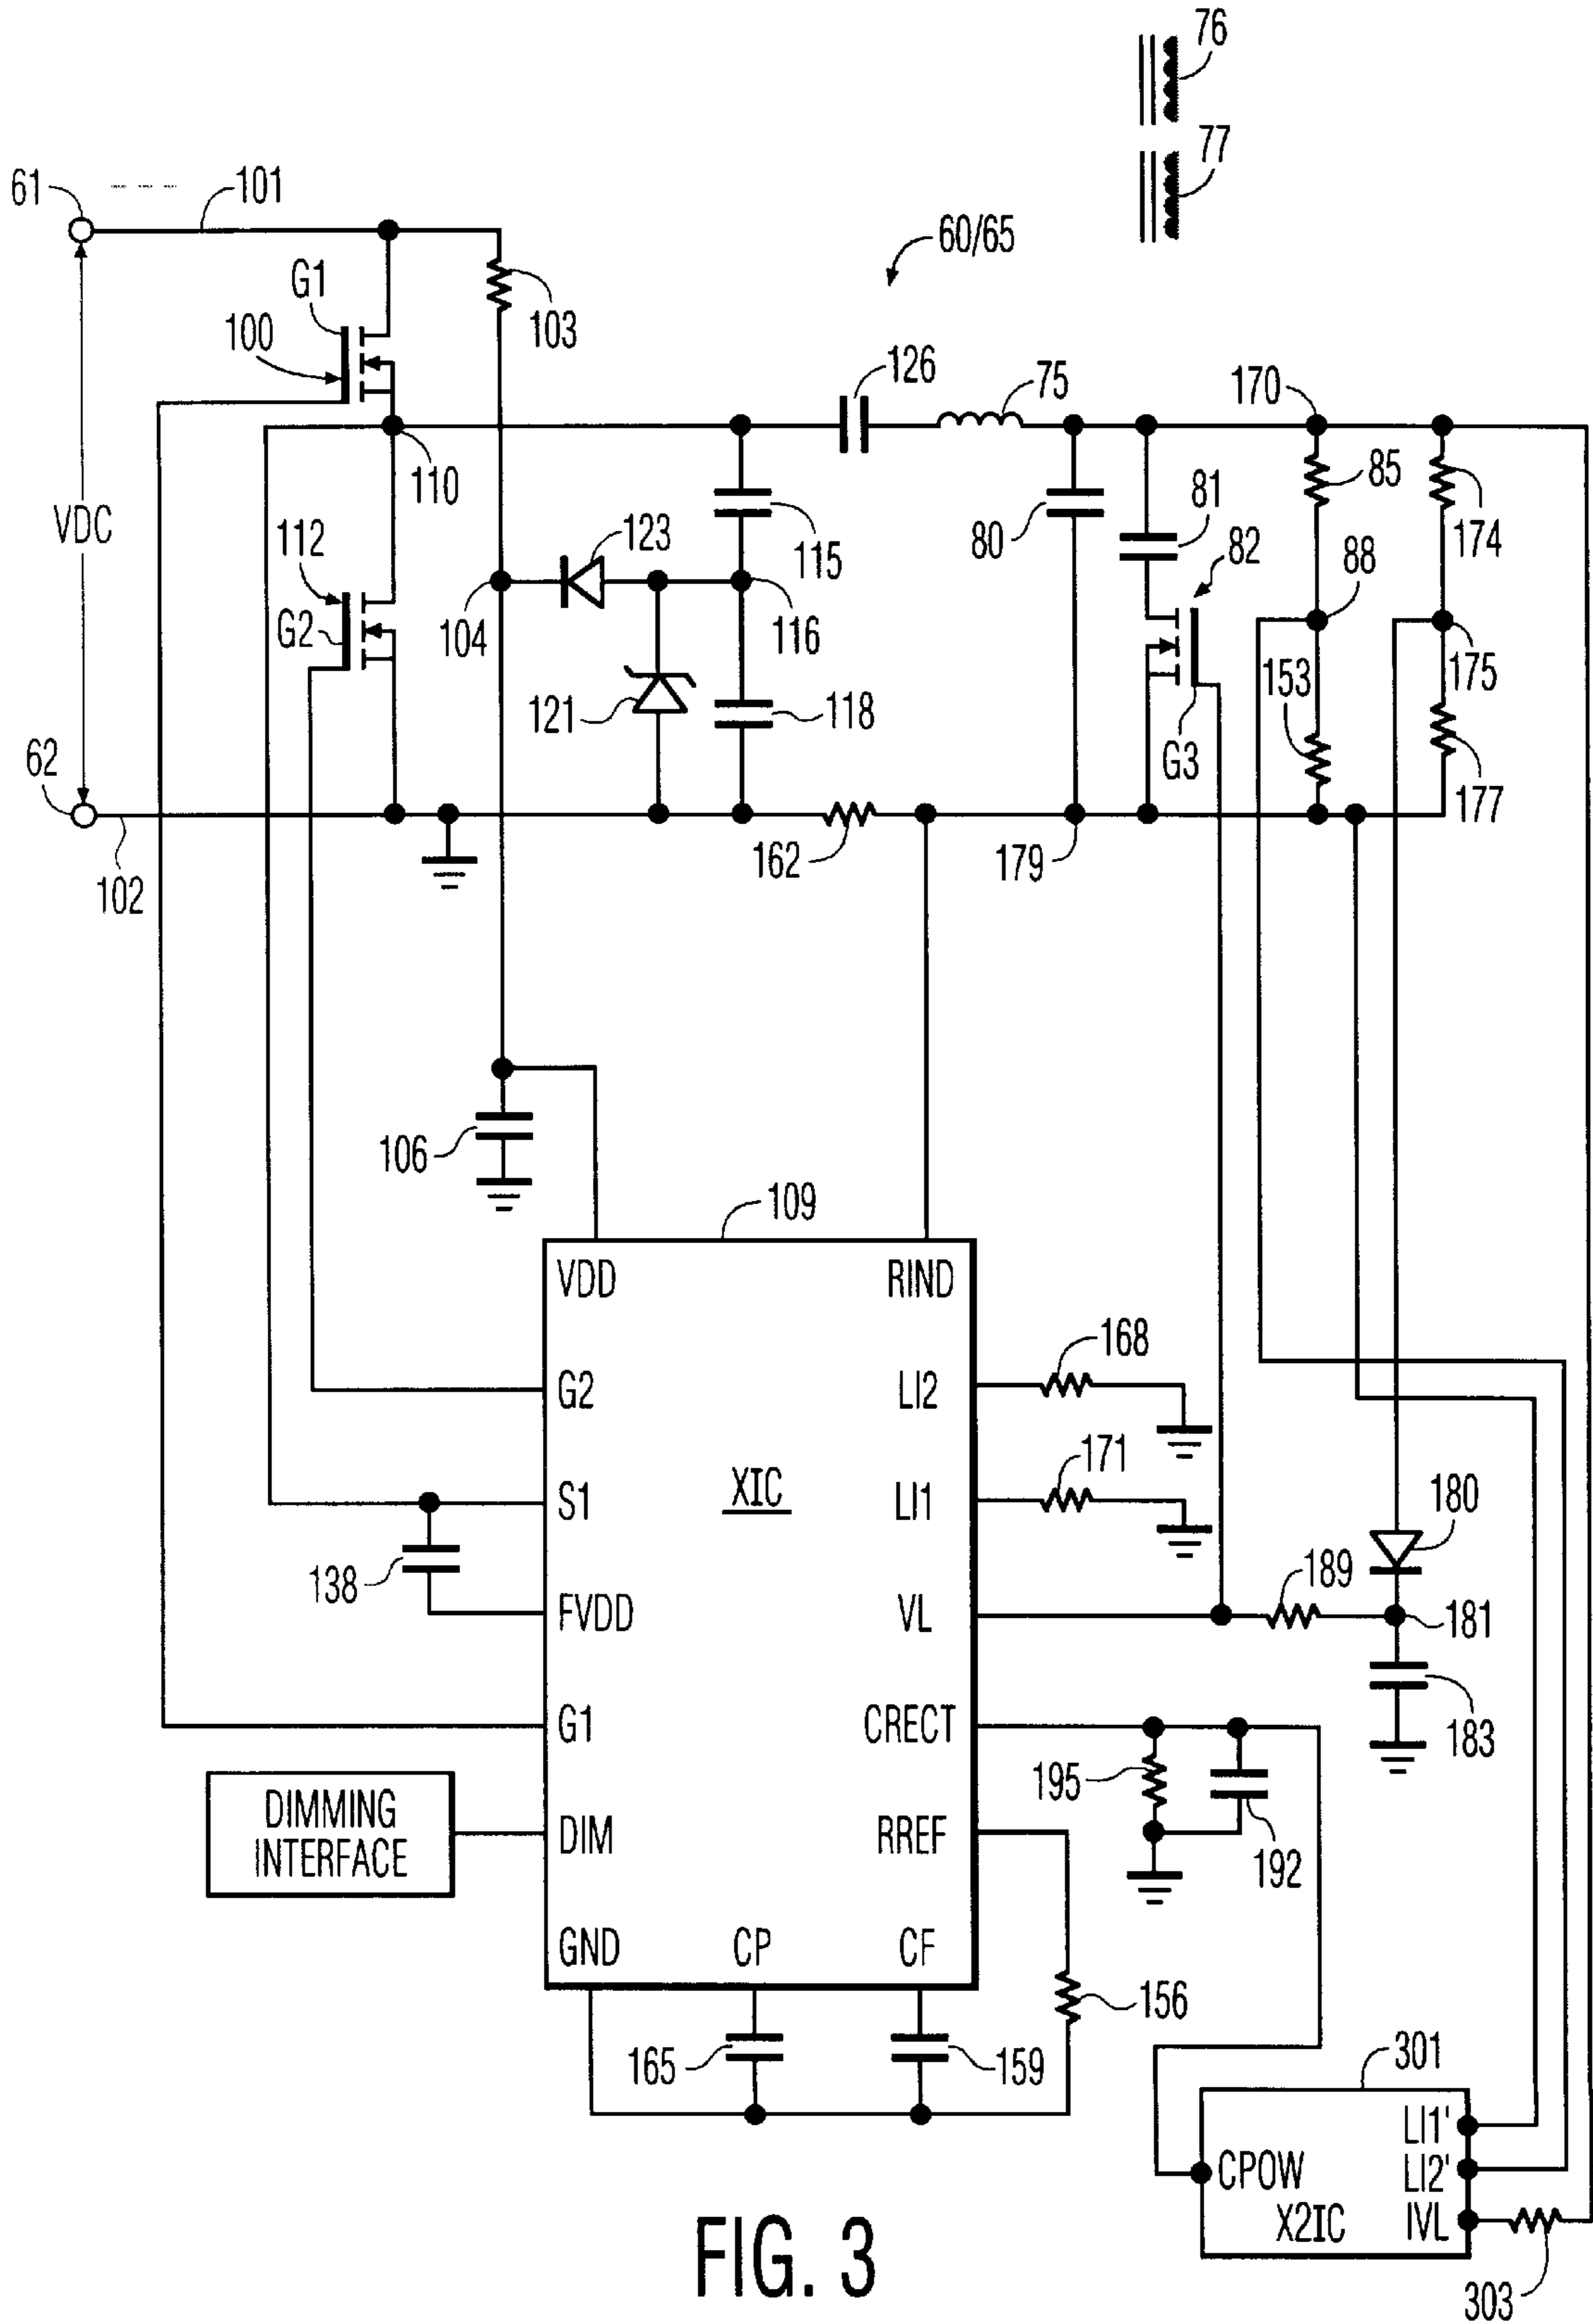 76
77
61
101
60/65
G1
100
103
126
75
170
110
85
VDC
81
174
112
123
115
80
82
88
G2
104
116
153
175
121
118
G3
62
177
102
162
179
106
109
VDD
RIND
168
G2
LI2
171
S1
XIC
LI1
180
138
189
FVDD
VL
181
G1
CRECT
183
195
DIMMING
INTERFACE
DIM
RREF
192
GND
CP
CF
156
165
159
301
LI1'
CPOW
LI2'
X2IC
IVL
FIG. 3
303